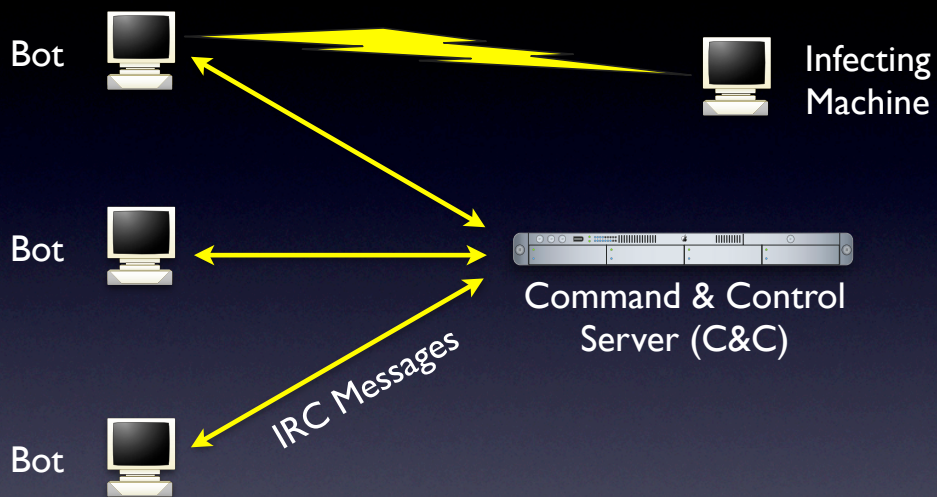 Bot
Infecting
Machine
Bot
Command & Control
Server (C&C)
IRC Messages
Bot